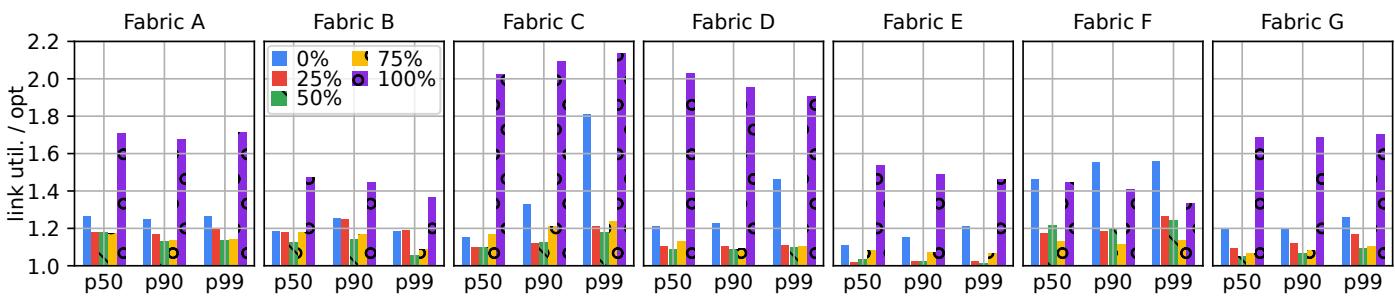 Fabric A
Fabric B
Fabric C
Fabric D
Fabric E
Fabric F
Fabric G
link util. / opt
2.2
2.0
1.8
1.6
1.4
1.2
1.0
0%
25%
50%
75%
100%
p50 p90 p99
p50 p90 p99
p50 p90 p99
p50 p90 p99
p50 p90 p99
p50 p90 p99
p50 p90 p99